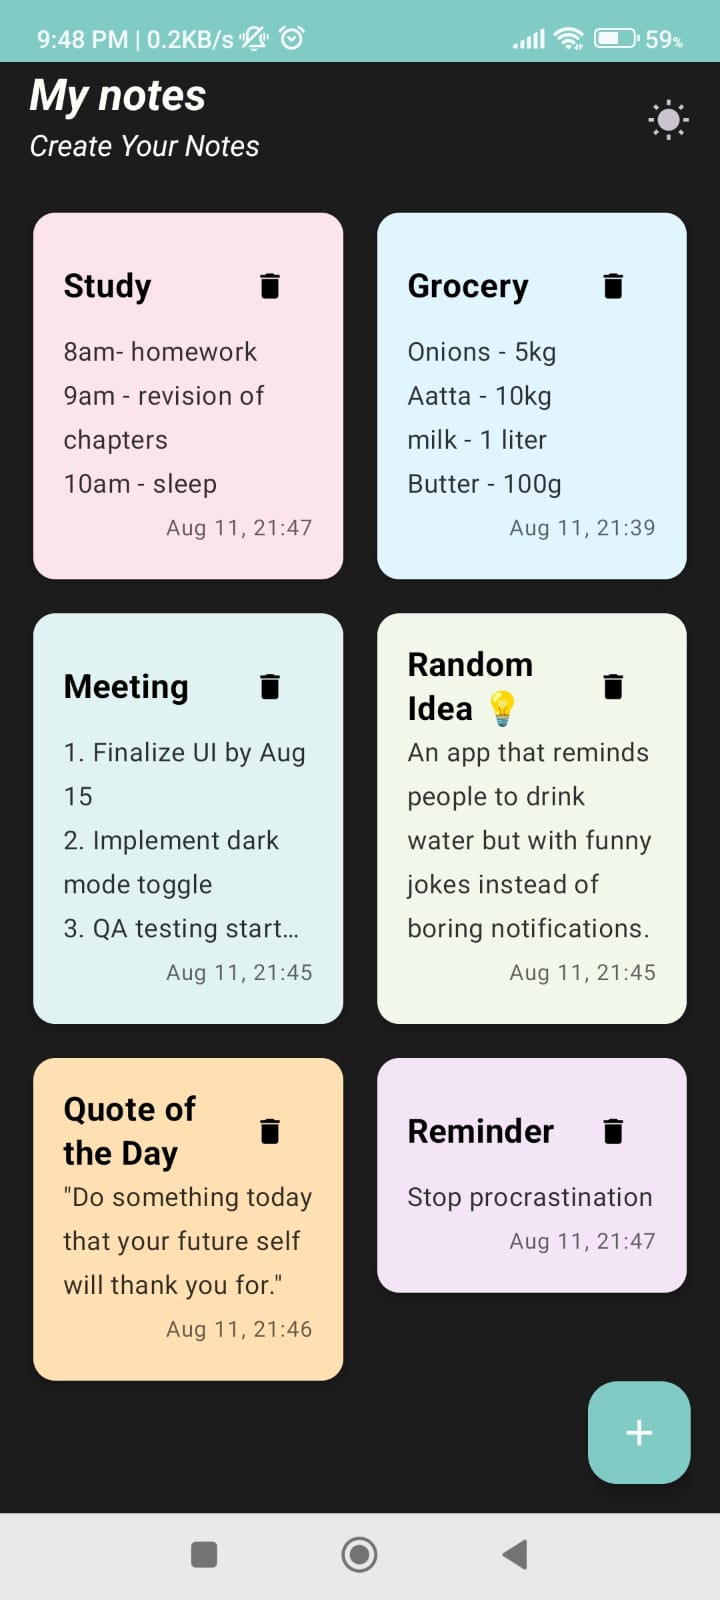 9:48 PM | 0.2KB/s
59%
My notes
Create Your Notes
Study
8am- homework
9am - revision of
chapters
10am - sleep
Aug 11, 21:47
Grocery
Onions - 5kg
Aatta - 10kg
milk - 1 liter
Butter - 100g
Aug 11, 21:39
Meeting
1. Finalize UI by Aug
15
2. Implement dark
mode toggle
3. QA testing start...
Aug 11, 21:45
Random
Idea 💡
An app that reminds
people to drink
water but with funny
jokes instead of
boring notifications.
Aug 11, 21:45
Quote of
the Day
"Do something today
that your future self
will thank you for."
Aug 11, 21:46
Reminder
Stop procrastination
Aug 11, 21:47
+